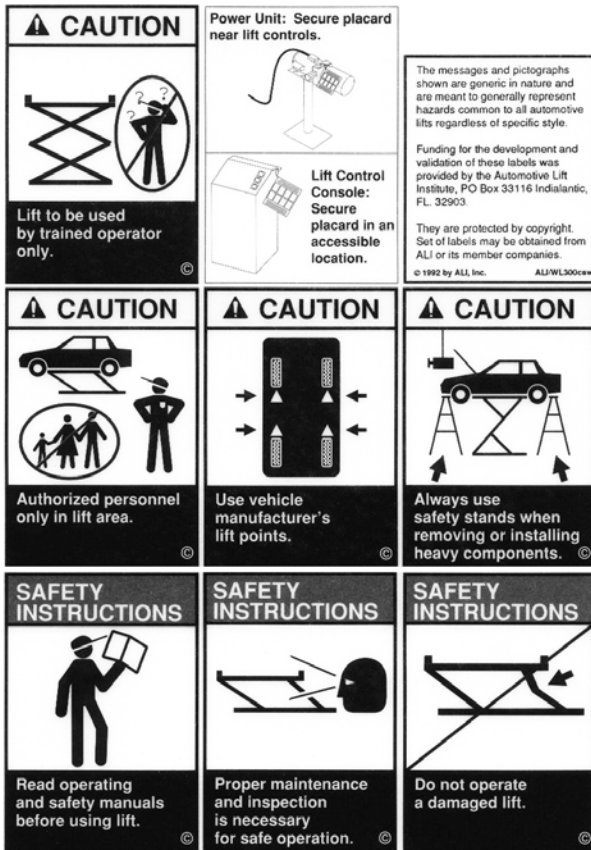 CAUTION
?
?
?
Lift to be used
by trained operator
only.
©
Power Unit: Secure placard
near lift controls.
Lift Control
Console:
Secure
placard in an
accessible
location.
The messages and pictographs
shown are generic in nature and
are meant to generally represent
hazards common to all automotive
lifts regardless of specific style.
Funding for the development and
validation of these labels was
provided by the Automotive Lift
Institute, PO Box 33116 Indialantic,
FL. 32903.
They are protected by copyright.
Set of labels may be obtained from
ALI or its member companies.
© 1992 by ALI, Inc. ALI/WL300csw
CAUTION
Authorized personnel
only in lift area.
©
CAUTION
Use vehicle
manufacturer's
lift points.
©
CAUTION
Always use
safety stands when
removing or installing
heavy components.
©
SAFETY
INSTRUCTIONS
Read operating
and safety manuals
before using lift.
©
SAFETY
INSTRUCTIONS
Proper maintenance
and inspection
is necessary
for safe operation.
©
SAFETY
INSTRUCTIONS
Do not operate
a damaged lift.
©